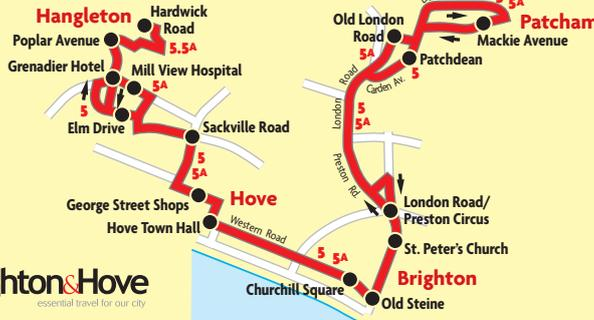 Hangleton
Hardwick
Road
Poplar Avenue
5.5A
Grenadier Hotel
Mill View Hospital
5A
5
Elm Drive
Sackville Road
5
5A
George Street Shops
Hove
Hove Town Hall
Western Road
5 5A
Churchill Square
Old Steine
Brighton
St. Peter's Church
London Road/
Preston Circus
Preston Rd.
London Road
5
5A
Garden Av.
5
Patchdean
5A
Old London
Road
Mackie Avenue
Patcham
5A
hton&Hove
essential travel for our city